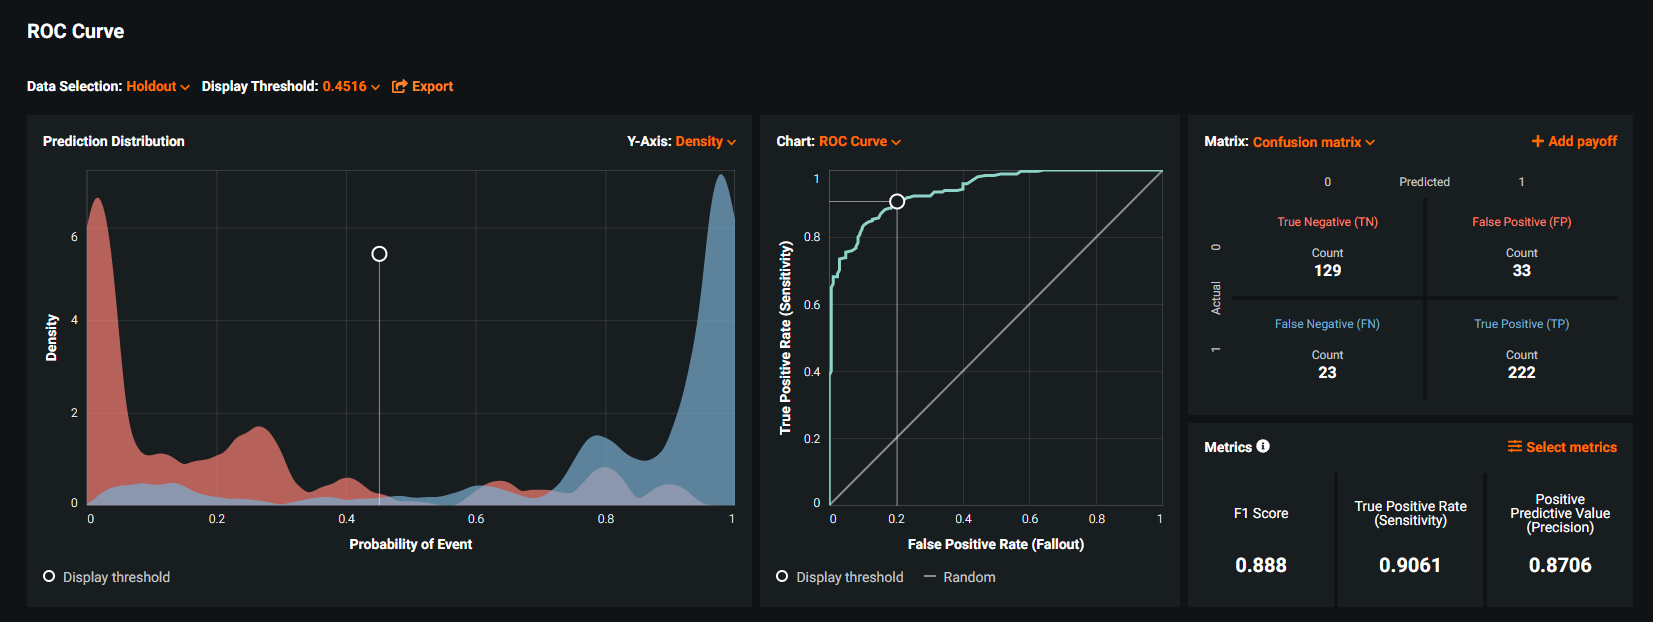 ROC Curve
Data Selection: Holdout Display Threshold: 0.4516 Export
Prediction Distribution
Y-Axis: Density
6
4
2
0
Density
0 0.2 0.4 0.6 0.8 1
Probability of Event
Display threshold
Chart: ROC Curve
1
0.8
0.6
0.4
0.2
0
True Positive Rate (Sensitivity)
0 0.2 0.4 0.6 0.8 1
False Positive Rate (Fallout)
Display threshold Random
Matrix: Confusion matrix
Add payoff
0 Predicted 1
Actual
0
True Negative (TN)
Count
129
False Positive (FP)
Count
33
1
False Negative (FN)
Count
23
True Positive (TP)
Count
222
Metrics
Select metrics
F1 Score
0.888
True Positive Rate
(Sensitivity)
0.9061
Positive
Predictive Value
(Precision)
0.8706